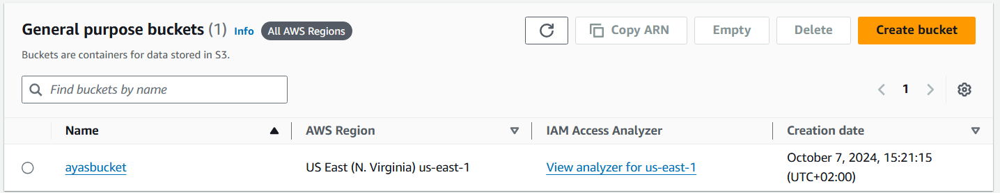 General purpose buckets (1) Info All AWS Regions
Copy ARN Empty Delete Create bucket
Buckets are containers for data stored in S3.
Find buckets by name
1
Name AWS Region IAM Access Analyzer Creation date
ayasbucket US East (N. Virginia) us-east-1 View analyzer for us-east-1 October 7, 2024, 15:21:15
(UTC+02:00)